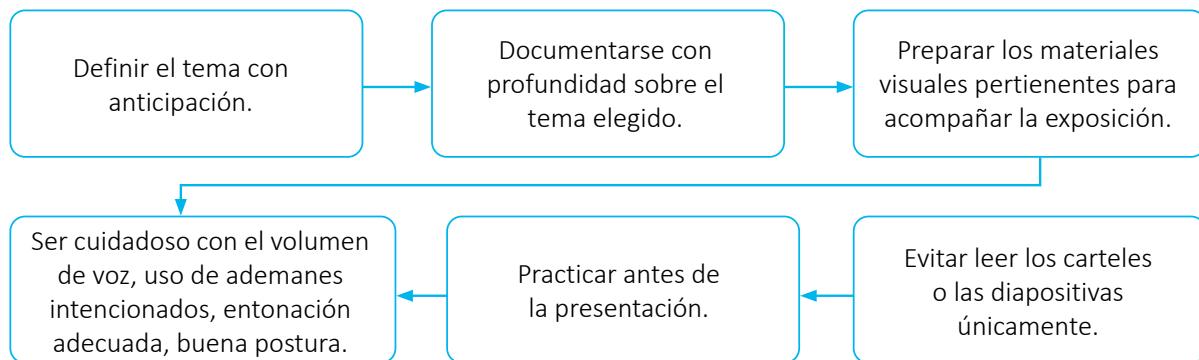 Definir el tema con
anticipación.
Documentarse con
profundidad sobre el
tema elegido.
Preparar los materiales
visuales pertienentes para
acompañar la exposición.
Ser cuidadoso con el volumen
de voz, uso de ademanes
intencionados, entonación
adecuada, buena postura.
Practicar antes de
la presentación.
Evitar leer los carteles
o las diapositivas
únicamente.